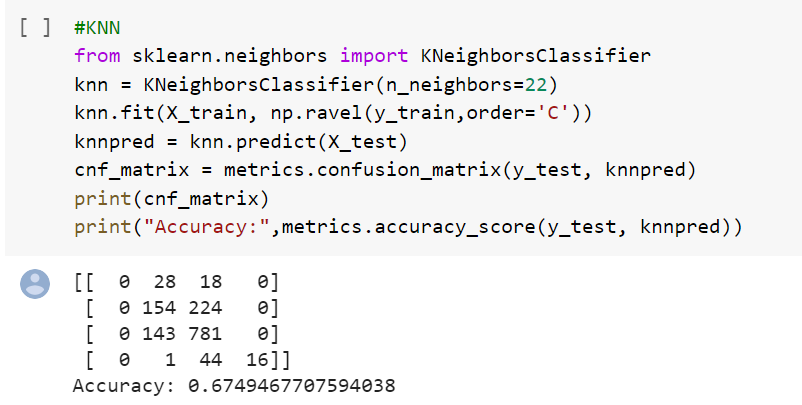 [ ] #KNN
from sklearn.neighbors import KNeighborsClassifier
knn = KNeighborsClassifier(n_neighbors=22)
knn.fit(X_train, np.ravel(y_train,order='C'))
knnpred = knn.predict(X_test)
cnf_matrix = metrics.confusion_matrix(y_test, knnpred)
print(cnf_matrix)
print("Accuracy:",metrics.accuracy_score(y_test, knnpred))
[[  0  28  18   0]
 [  0 154 224   0]
 [  0 143 781   0]
 [  0   1  44  16]]
Accuracy: 0.6749467707594038